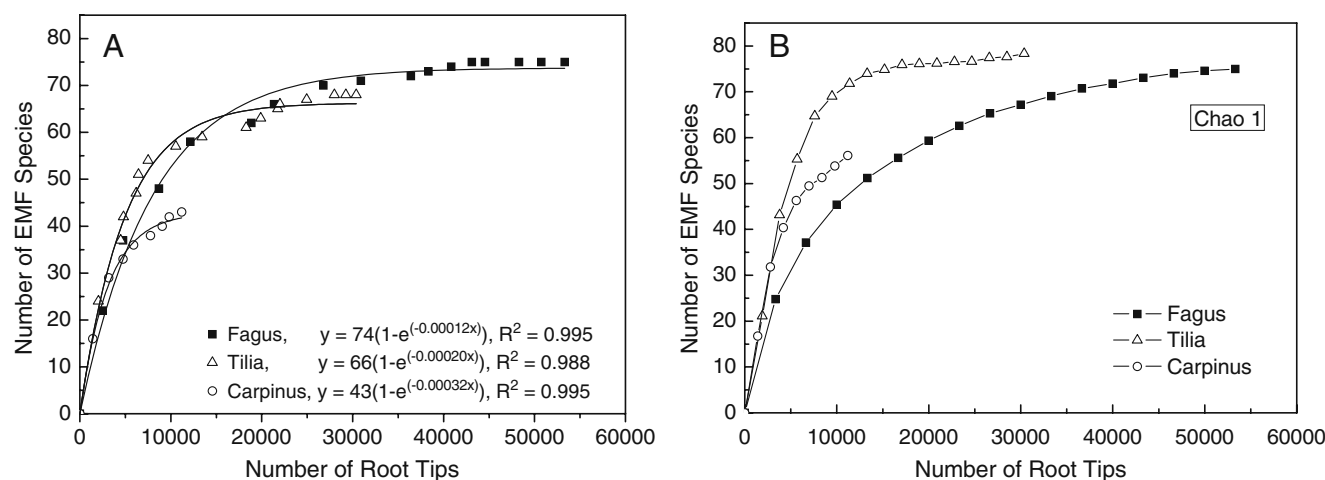 A
80
70
60
50
40
30
20
10
0
Number of EMF Species
Fagus, y = 74(1-e^(-0.00012x)), R² = 0.995
Tilia, y = 66(1-e^(-0.00020x)), R² = 0.988
Carpinus, y = 43(1-e^(-0.00032x)), R² = 0.995
0 10000 20000 30000 40000 50000 60000
Number of Root Tips
B
80
70
60
50
40
30
20
10
0
Number of EMF Species
Chao 1
Fagus
Tilia
Carpinus
0 10000 20000 30000 40000 50000 60000
Number of Root Tips